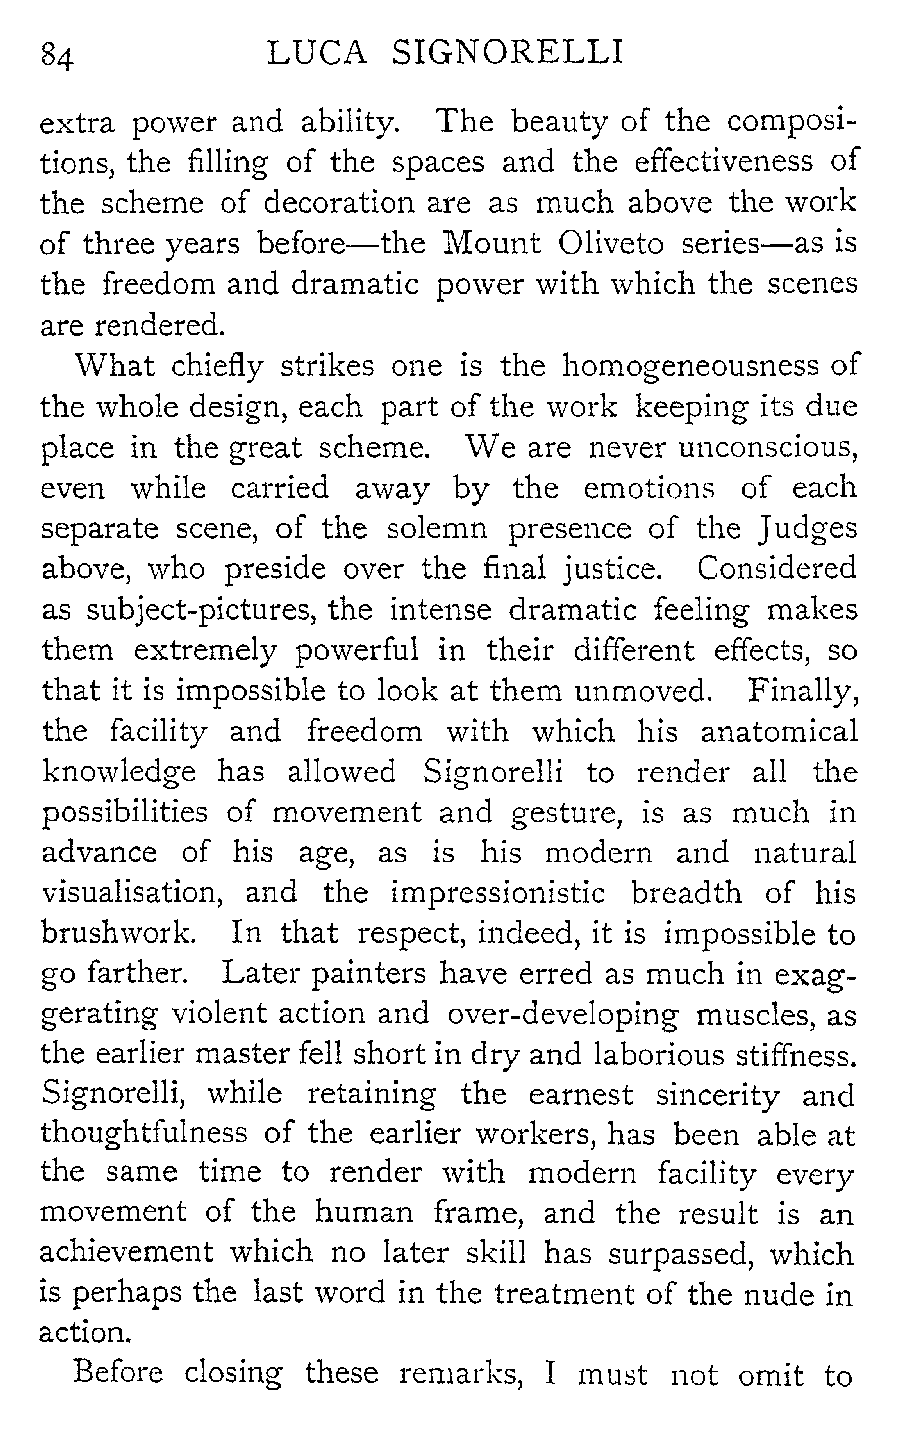 84 LUCA SIGNORELLI
extra power and ability. The beauty of the composi-
tions, the filling of the spaces and the effectiveness of
the scheme of decoration are as much above the work
of three years before—the Mount Oliveto series—as is
the freedom and dramatic power with which the scenes
are rendered.
What chiefly strikes one is the homogeneousness of
the whole design, each part of the work keeping its due
place in the great scheme. We are never unconscious,
even while carried away by the emotions of each
separate scene, of the solemn presence of the Judges
above, who preside over the final justice. Considered
as subject-pictures, the intense dramatic feeling makes
them extremely powerful in their different effects, so
that it is impossible to look at them unmoved. Finally,
the facility and freedom with which his anatomical
knowledge has allowed Signorelli to render all the
possibilities of movement and gesture, is as much in
advance of his age, as is his modern and natural
visualisation, and the impressionistic breadth of his
brushwork. In that respect, indeed, it is impossible to
go farther. Later painters have erred as much in exag-
gerating violent action and over-developing muscles, as
the earlier master fell short in dry and laborious stiffness.
Signorelli, while retaining the earnest sincerity and
thoughtfulness of the earlier workers, has been able at
the same time to render with modern facility every
movement of the human frame, and the result is an
achievement which no later skill has surpassed, which
is perhaps the last word in the treatment of the nude in
action.
Before closing these remarks, I must not omit to